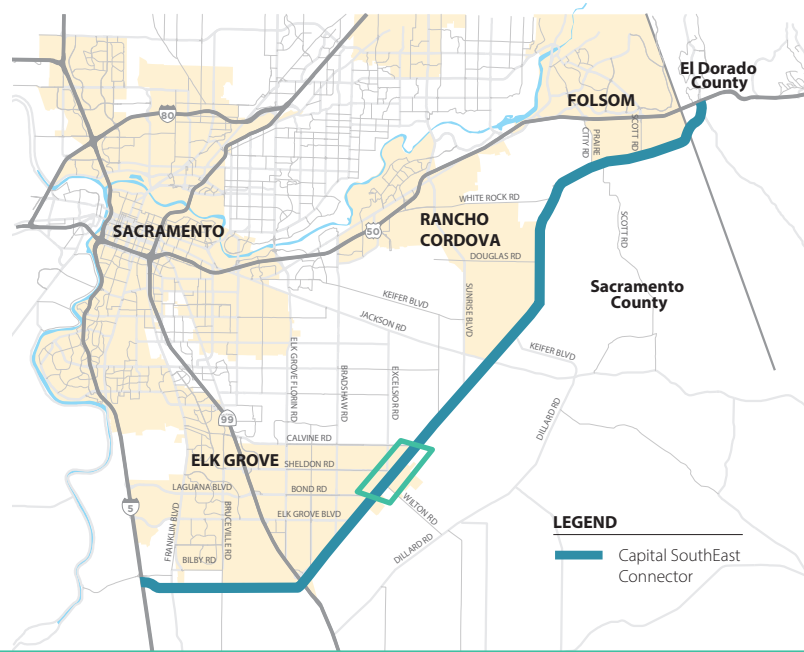 El Dorado
County
FOLSOM
80
PRAIRE
CITY RD
SCOTT RD
WHITE ROCK RD
RANCHO
CORDOVA
SACRAMENTO
50
DOUGLAS RD
SCOTT RD
Sacramento
County
KEIFER BLVD
SUNRISE BLVD
JACKSON RD
KEIFER BLVD
ELK GROVE FLORIN RD
BRADSHAW RD
EXCELSIOR RD
99
DILLARD RD
CALVINE RD
ELK GROVE
SHELDON RD
LAGUANA BLVD
BOND RD
5
FRANKLIN BLVD
BRUCEVILLE RD
ELK GROVE BLVD
WILTON RD
DILLARD RD
BILBY RD
LEGEND
Capital SouthEast
Connector